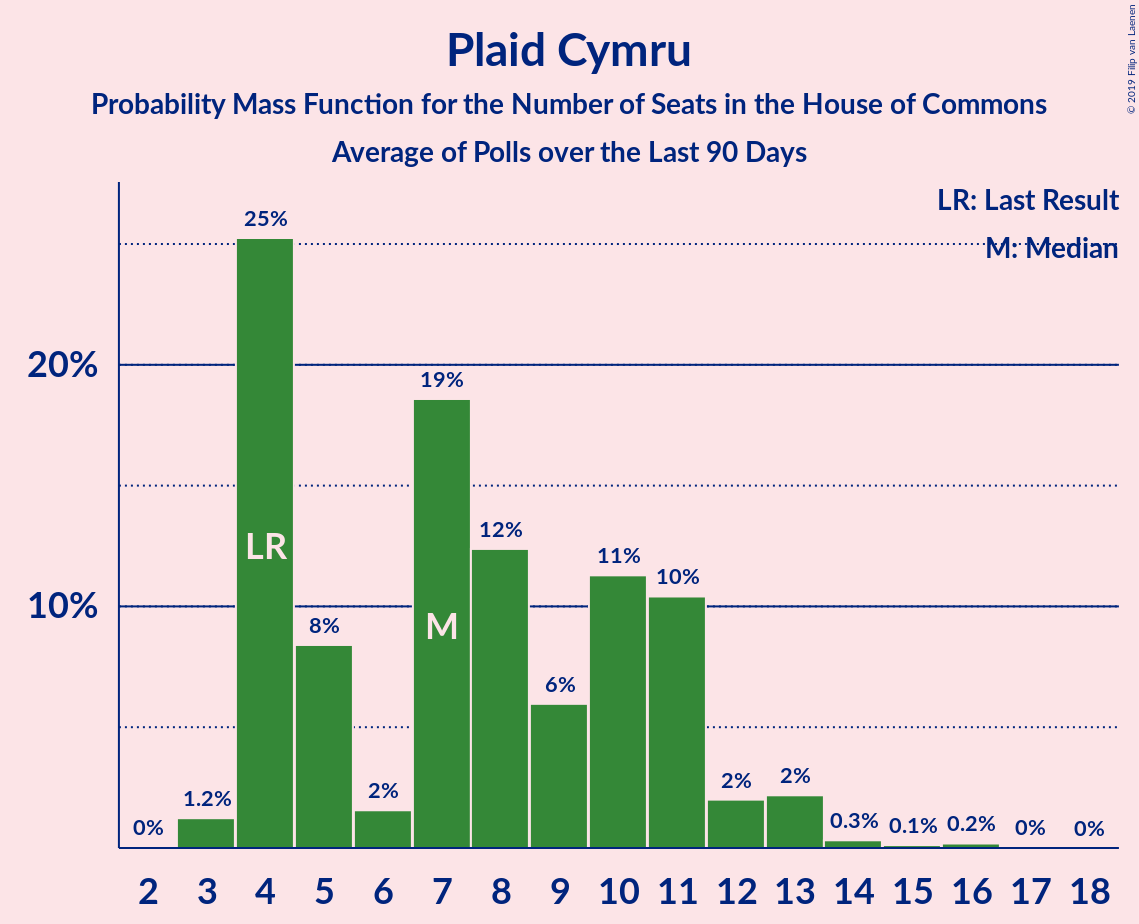 Plaid Cymru
Probability Mass Function for the Number of Seats in the House of Commons
Average of Polls over the Last 90 Days
© 2019 Filip van Laenen
LR: Last Result
M: Median
20%
10%
0%
1.2%
25%
8%
2%
19%
12%
6%
11%
10%
2%
2%
0.3%
0.1%
0.2%
0%
0%
LR
M
2 3 4 5 6 7 8 9 10 11 12 13 14 15 16 17 18